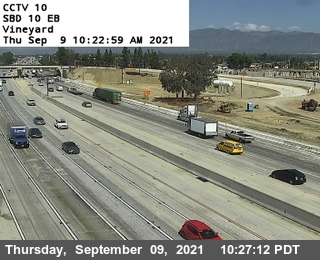 CCTV 10
SBD 10 EB
Vineyard
Thu Sep 9 10:22:59 AM 2021
Thursday, September 09, 2021 10:27:12 PDT